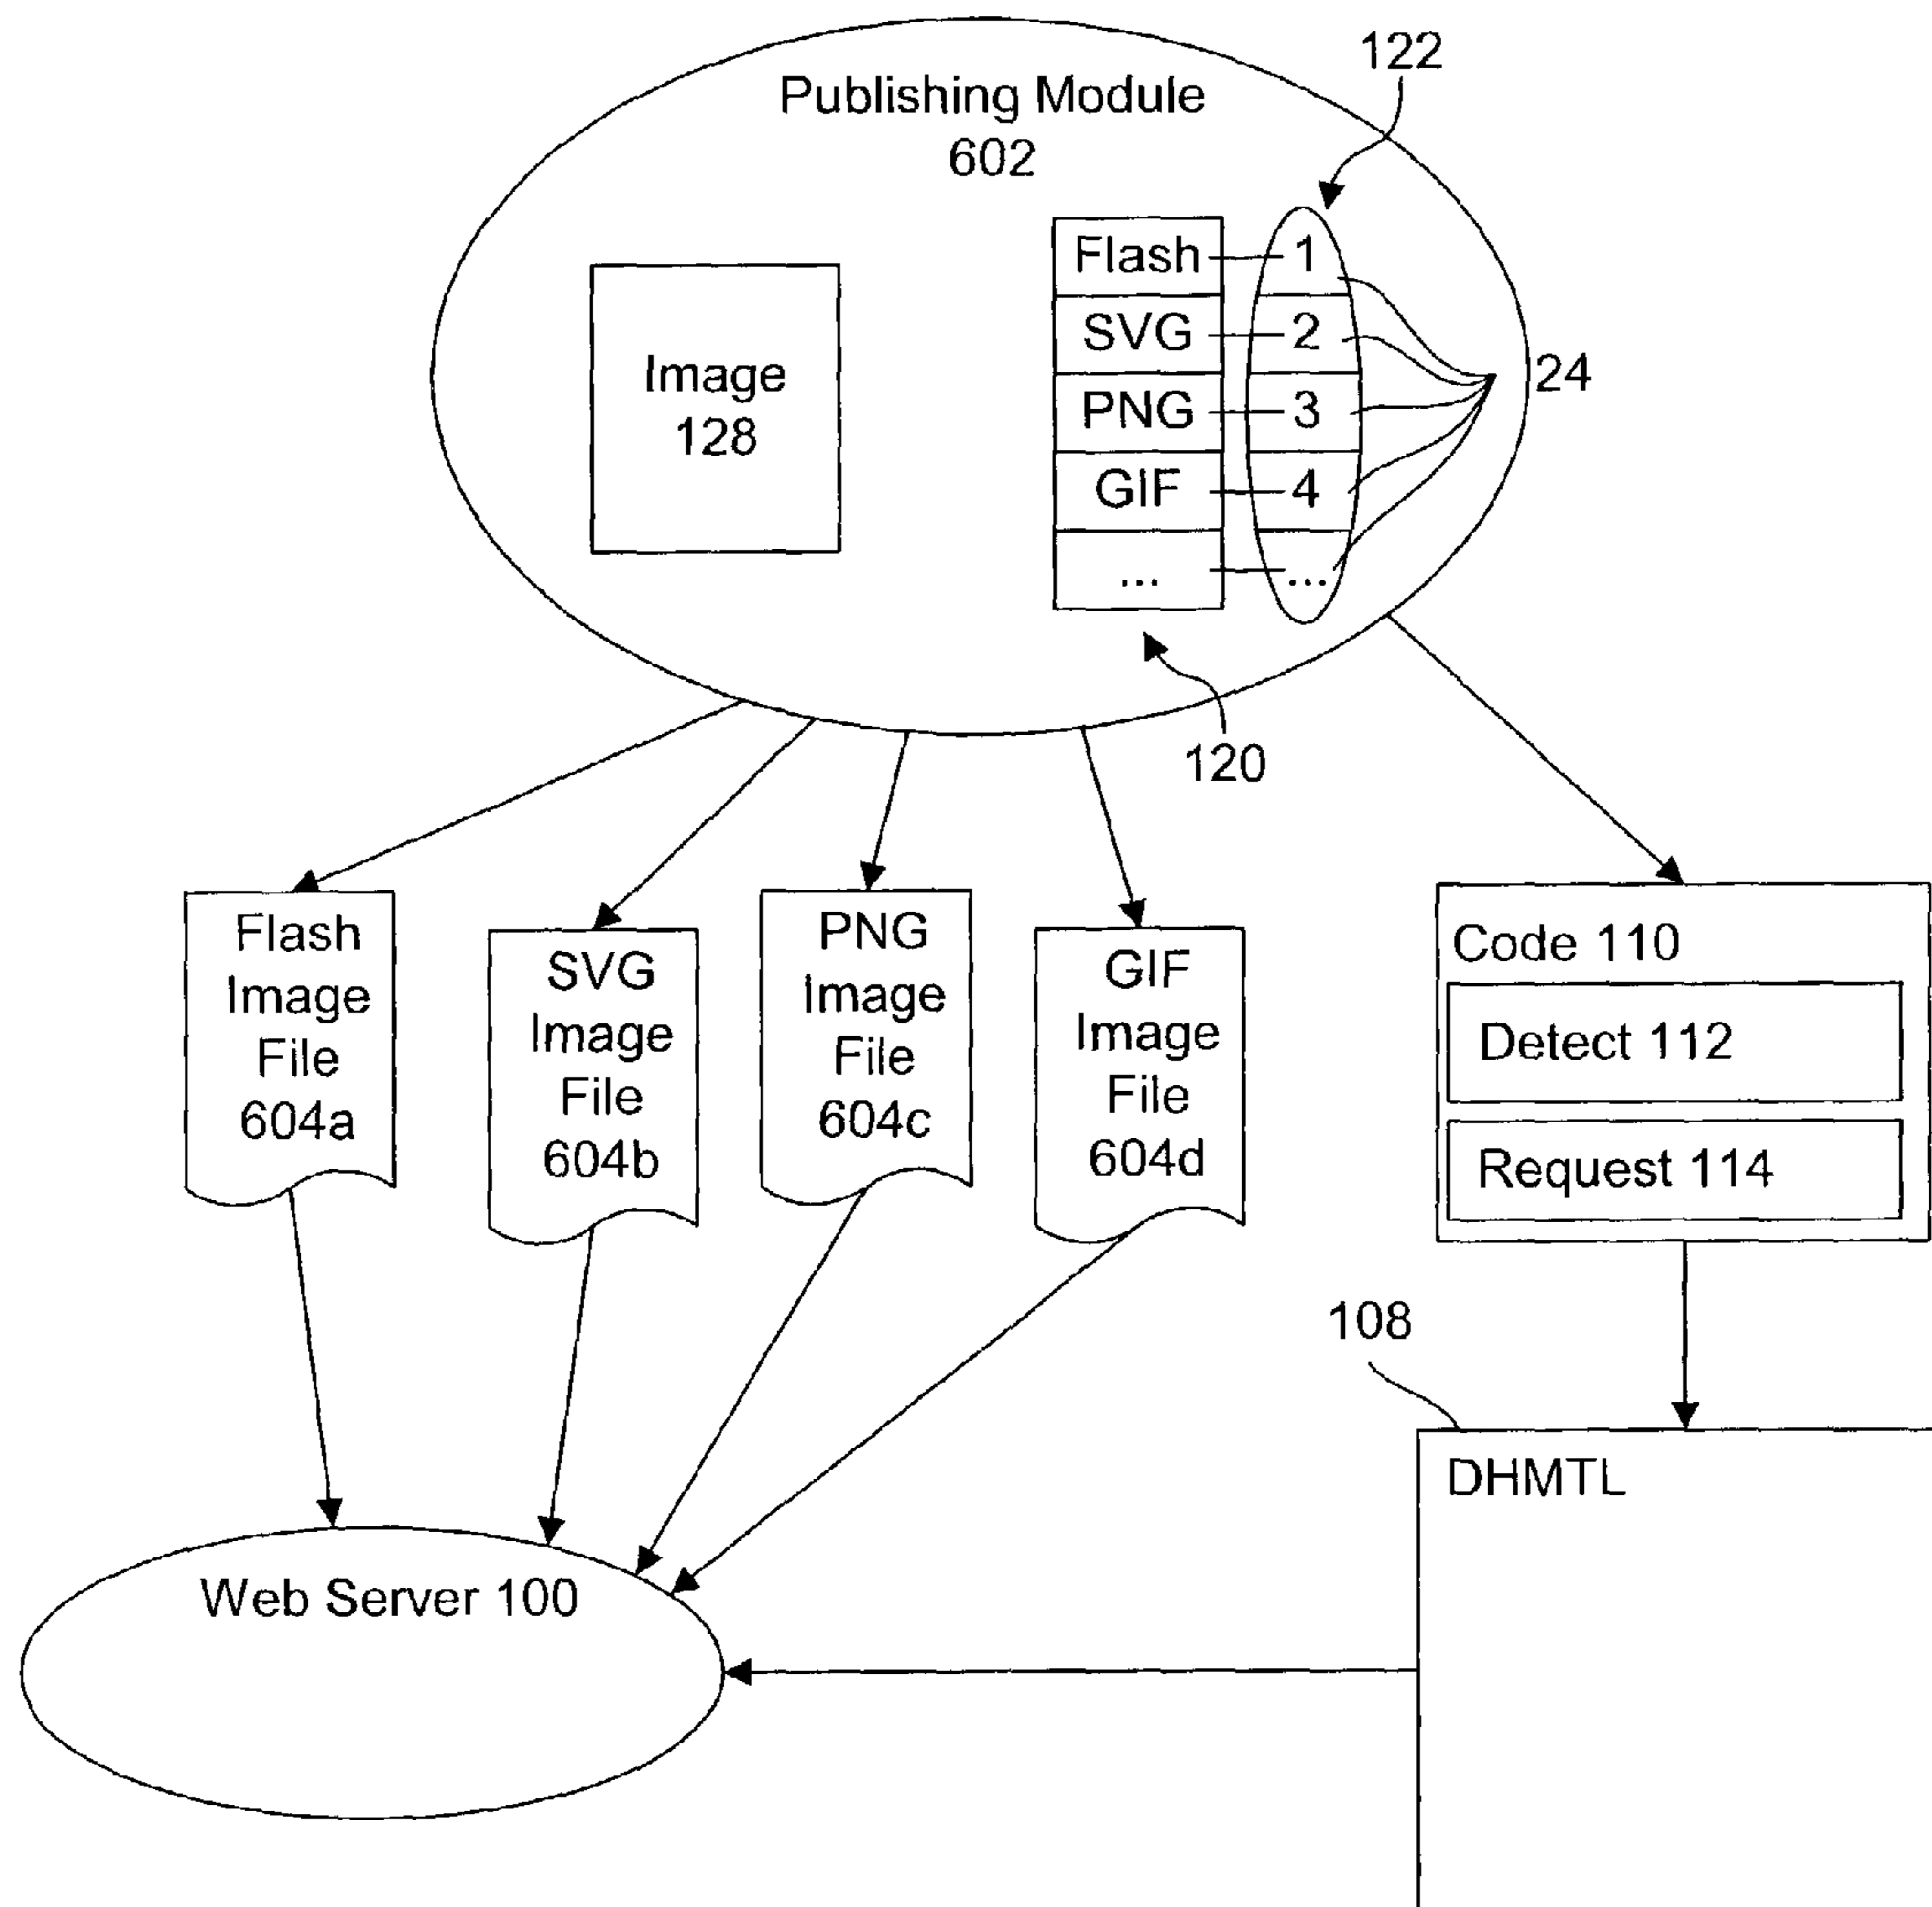 122
Publishing Module
602
Flash
1
SVG
2
PNG
3
GIF
4
...
...
24
Image
128
120
Flash
Image
File
604a
SVG
Image
File
604b
PNG
Image
File
604c
GIF
Image
File
604d
Code 110
Detect 112
Request 114
108
DHMTL
Web Server 100